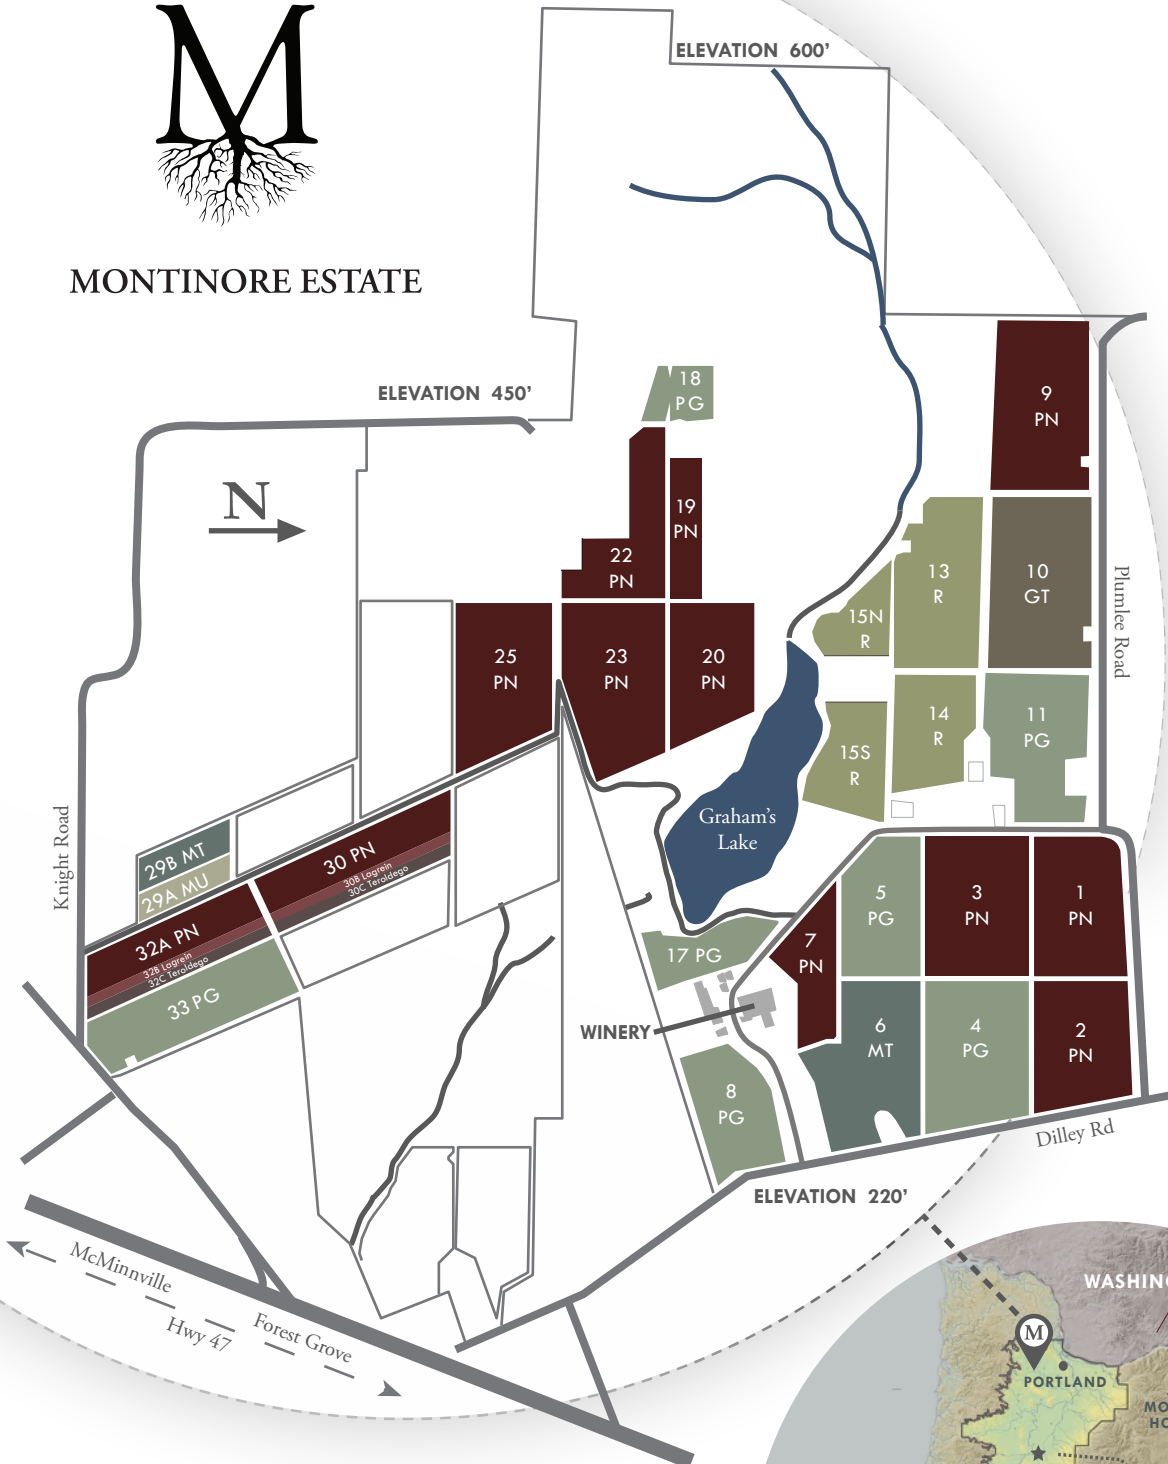 M
MONTINORE ESTATE
ELEVATION 600’
ELEVATION 450’
N
18
PG
9
PN
19
PN
22
PN
13
R
10
GT
15N
R
Plumlee Road
25
PN
23
PN
20
PN
14
R
11
PG
15S
R
Graham’s
Lake
Knight Road
29B MT
29A MU
30 PN
30B Lagrein
30C Teroldego
32A PN
32B Lagrein
32C Teroldego
33 PG
5
PG
3
PN
1
PN
7
PN
17 PG
WINERY
6
MT
4
PG
2
PN
8
PG
Dilley Rd
ELEVATION 220’
McMinnville
Hwy 47
Forest Grove
M
PORTLAND